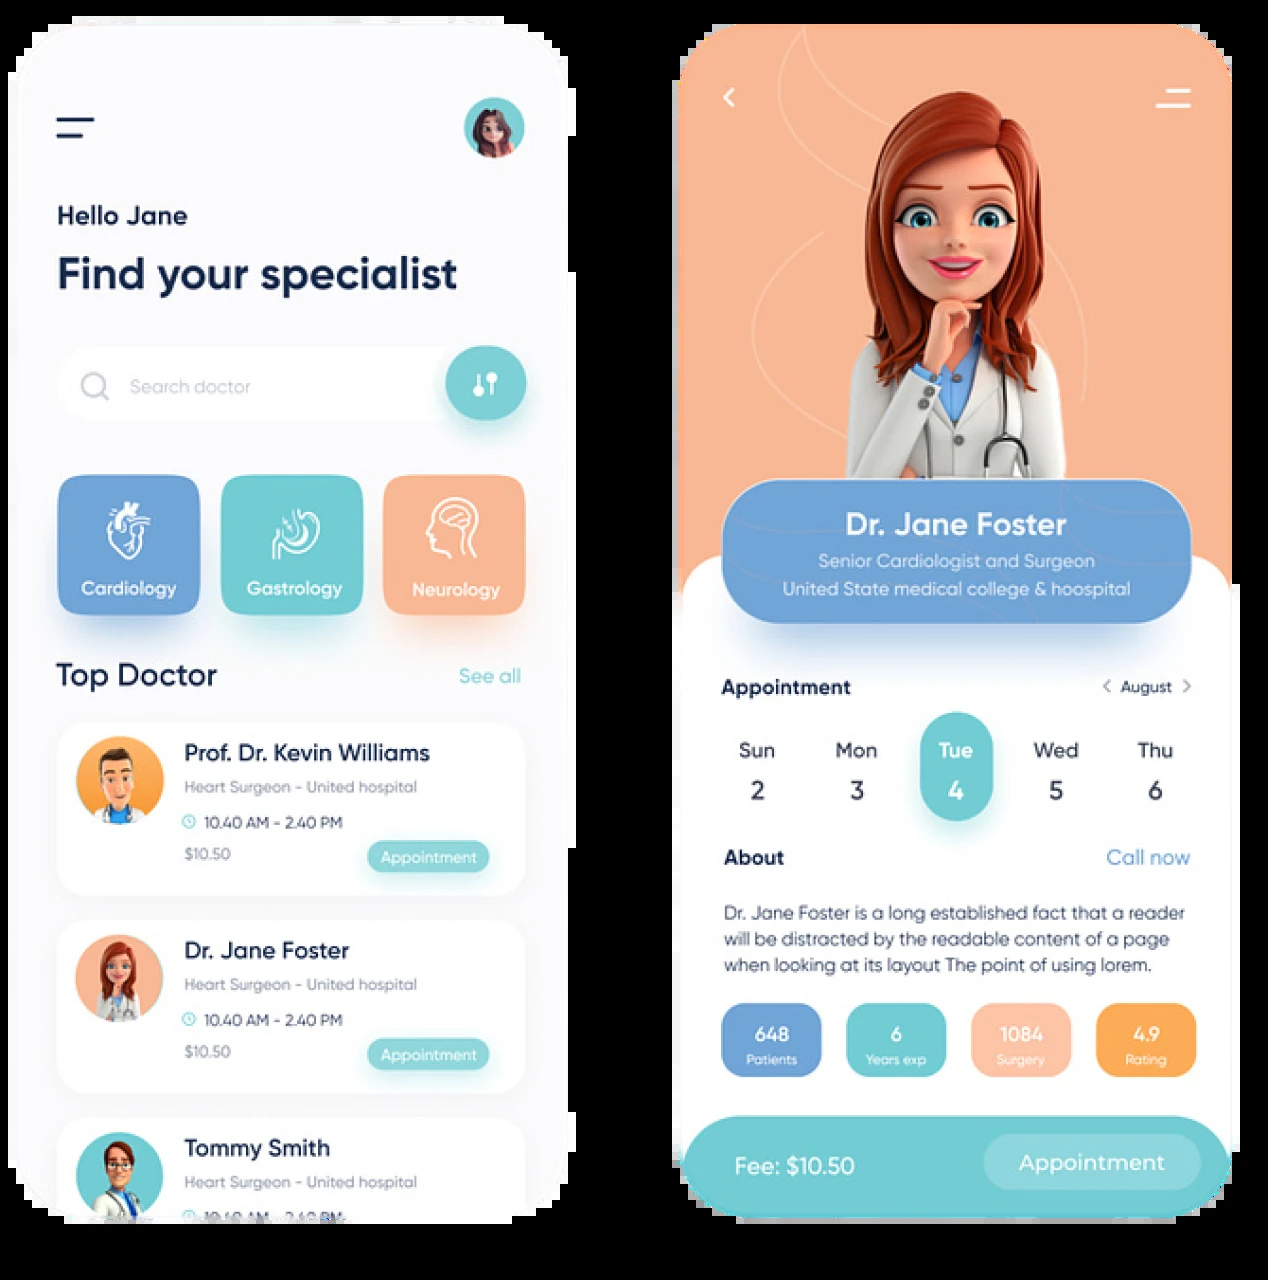 Hello Jane
Find your specialist
Search doctor
Cardiology
Gastrology
Neurology
Top Doctor
See all
Prof. Dr. Kevin Williams
Heart Surgeon - United hospital
10.40 AM - 2.40 PM
$10.50
Appointment
Dr. Jane Foster
Heart Surgeon - United hospital
10.40 AM - 2.40 PM
$10.50
Appointment
Tommy Smith
Heart Surgeon - United hospital
10.40 AM - 2.40 PM
Dr. Jane Foster
Senior Cardiologist and Surgeon
United State medical college & hoospital
Appointment
August
Sun Mon Tue Wed Thu
2 3 4 5 6
About
Call now
Dr. Jane Foster is a long established fact that a reader
will be distracted by the readable content of a page
when looking at its layout The point of using lorem.
648
Patients
6
Years exp
1084
Surgery
4.9
Rating
Fee: $10.50
Appointment